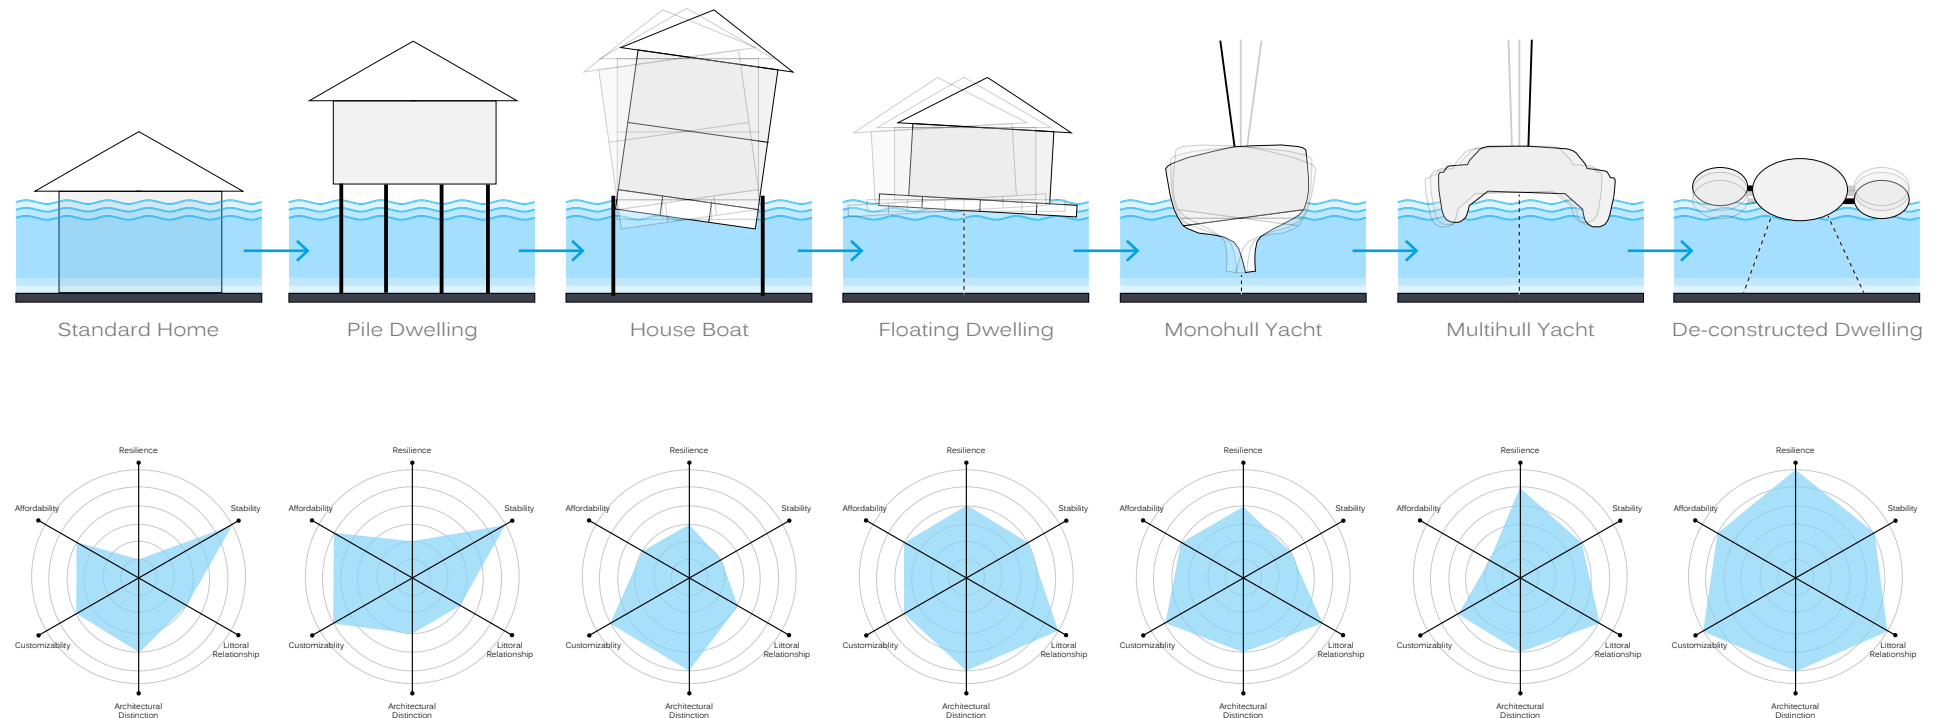 Standard Home
Pile Dwelling
House Boat
Floating Dwelling
Monohull Yacht
Multihull Yacht
De-constructed Dwelling
Resilience
Affordability
Stability
Customizablity
Littoral
Relationship
Architectural
Distinction
Resilience
Affordability
Stability
Customizablity
Littoral
Relationship
Architectural
Distinction
Resilience
Affordability
Stability
Customizablity
Littoral
Relationship
Architectural
Distinction
Resilience
Affordability
Stability
Customizablity
Littoral
Relationship
Architectural
Distinction
Resilience
Affordability
Stability
Customizablity
Littoral
Relationship
Architectural
Distinction
Resilience
Affordability
Stability
Customizablity
Littoral
Relationship
Architectural
Distinction
Resilience
Affordability
Stability
Customizablity
Littoral
Relationship
Architectural
Distinction